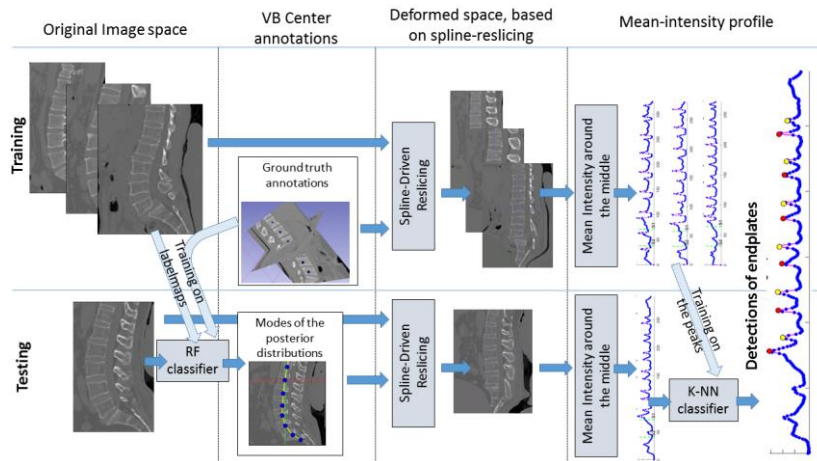 Original Image space
VB Center
annotations
Deformed space, based
on spline-reslicing
Mean-intensity profile
Training
Ground truth
annotations
Spline-Driven
Reslicing
Mean Intensity around
the middle
Training on
labelmaps
Training on
the peaks
Detections of endplates
Testing
RF
classifier
Modes of the
posterior
distributions
Spline-Driven
Reslicing
Mean Intensity around
the middle
K-NN
classifier